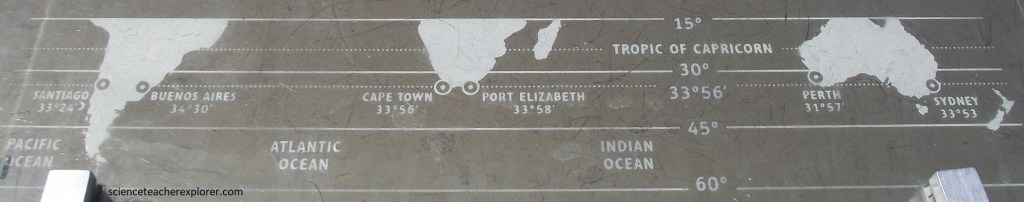 15°
TROPIC OF CAPRICORN
30°
SANTIAGO
33°24'
BUENOS AIRES
34°30'
CAPE TOWN
33°56'
PORT ELIZABETH
33°58'
33°56'
PERTH
31°57'
SYDNEY
33°53
45°
PACIFIC
OCEAN
ATLANTIC
OCEAN
INDIAN
OCEAN
60°
scienceteacherexplorer.com